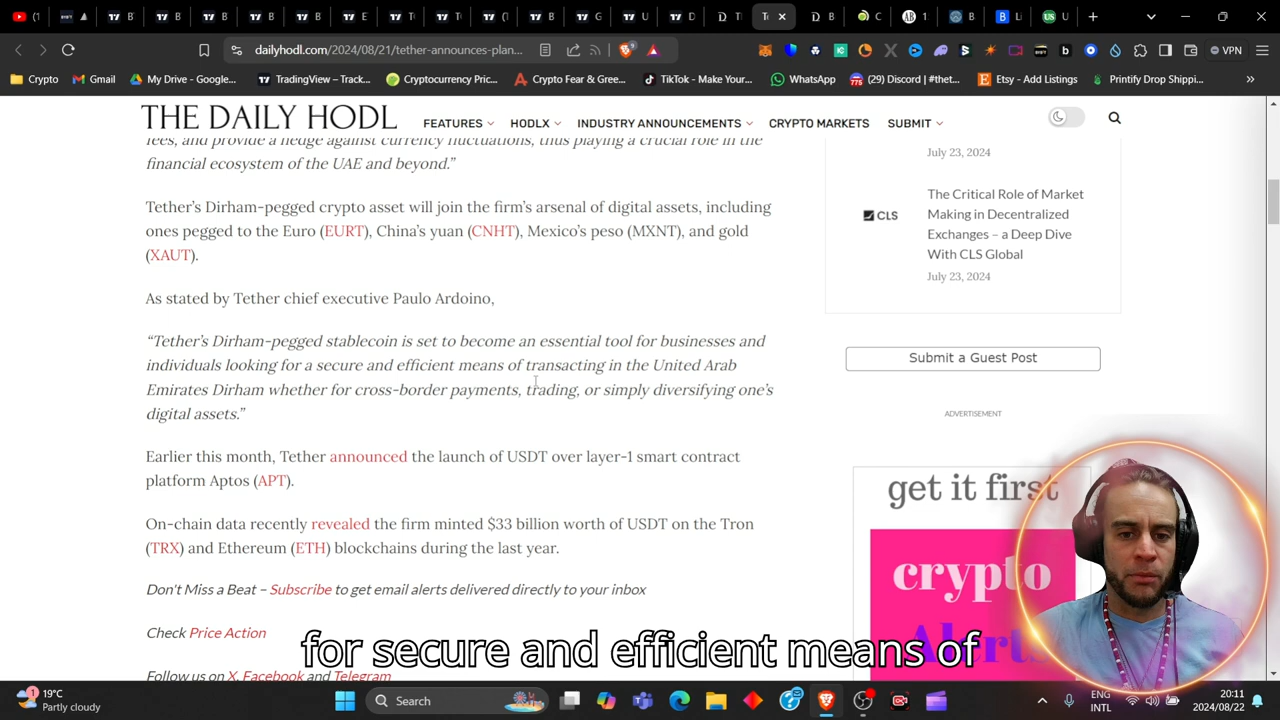 dailyhodl.com/2024/08/21/tether-announces-plan...
VPN
Crypto
Gmail
My Drive - Google...
TradingView – Track...
Cryptocurrency Pric...
Crypto Fear & Gree...
TikTok - Make Your...
WhatsApp
(29) Discord | #thet...
Etsy - Add Listings
Printify Drop Shippi...
THE DAILY HODL
FEATURES
HODLX
INDUSTRY ANNOUNCEMENTS
CRYPTO MARKETS
SUBMIT
fees, and provide a hedge against currency fluctuations, thus playing a crucial role in the
financial ecosystem of the UAE and beyond.”
Tether’s Dirham-pegged crypto asset will join the firm’s arsenal of digital assets, including
ones pegged to the Euro (EURT), China’s yuan (CNHT), Mexico’s peso (MXNT), and gold
(XAUT).
As stated by Tether chief executive Paulo Ardoino,
“Tether’s Dirham-pegged stablecoin is set to become an essential tool for businesses and
individuals looking for a secure and efficient means of transacting in the United Arab
Emirates Dirham whether for cross-border payments, trading, or simply diversifying one’s
digital assets.”
Earlier this month, Tether announced the launch of USDT over layer-1 smart contract
platform Aptos (APT).
On-chain data recently revealed the firm minted $33 billion worth of USDT on the Tron
(TRX) and Ethereum (ETH) blockchains during the last year.
Don't Miss a Beat – Subscribe to get email alerts delivered directly to your inbox
Check Price Action
Follow us on X, Facebook and Telegram
July 23, 2024
CLS
The Critical Role of Market
Making in Decentralized
Exchanges – a Deep Dive
With CLS Global
July 23, 2024
Submit a Guest Post
ADVERTISEMENT
get it first
crypto
Alerts
for secure and efficient means of
19°C
Partly cloudy
Search
ENG
INTL
20:11
2024/08/22